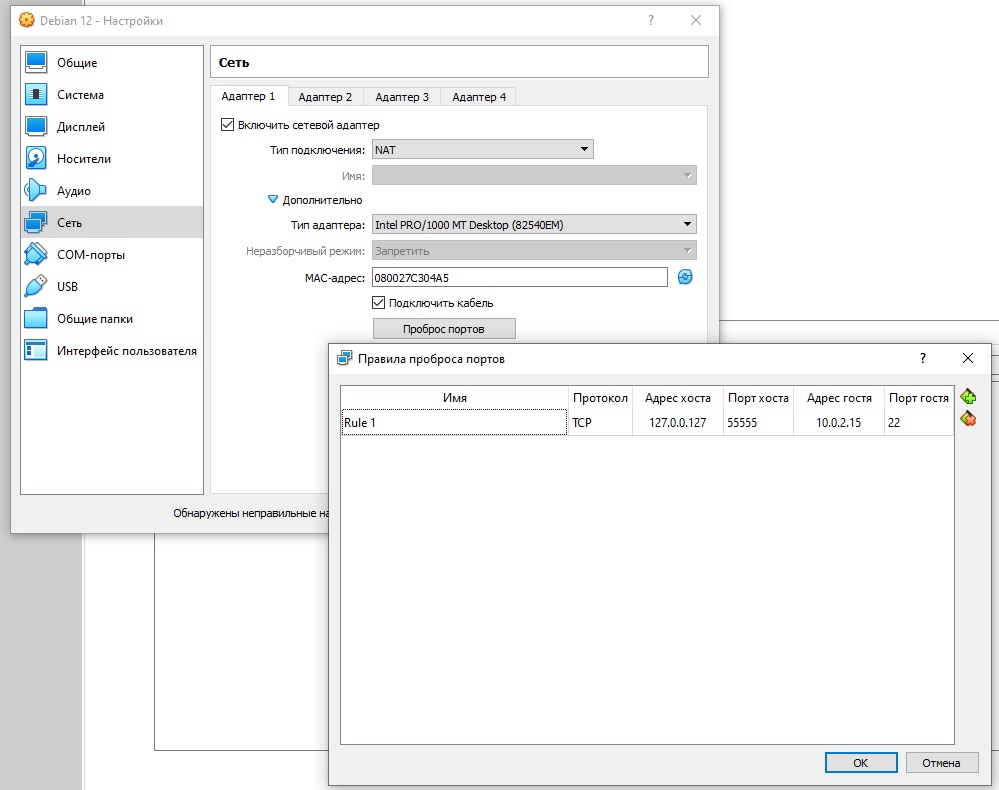 Debian 12 - Настройки
?
Общие
Система
Дисплей
Носители
Аудио
Сеть
COM-порты
USB
Общие папки
Интерфейс пользователя
Сеть
Адаптер 1 Адаптер 2 Адаптер 3 Адаптер 4
Включить сетевой адаптер
Тип подключения: NAT
Имя:
Дополнительно
Тип адаптера: Intel PRO/1000 MT Desktop (82540EM)
Неразборчивый режим: Запретить
MAC-адрес: 080027C304A5
Подключить кабель
Проброс портов
Обнаружены неправильные на
Правила проброса портов
?
Имя Протокол Адрес хоста Порт хоста Адрес гостя Порт гостя
Rule 1 TCP 127.0.0.127 55555 10.0.2.15 22
OK Отмена